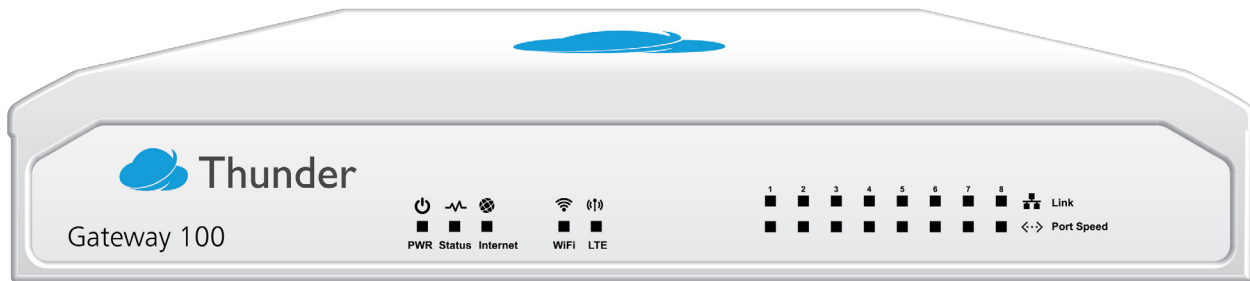 Thunder
Gateway 100
PWR Status Internet
WiFi LTE
1 2 3 4 5 6 7 8
Link
Port Speed